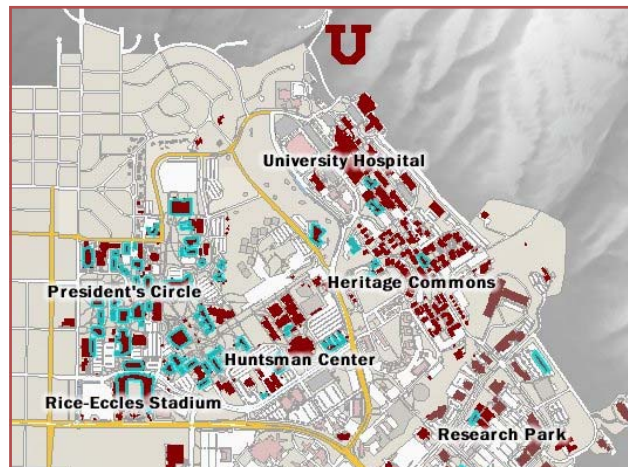 U
University Hospital
Heritage Commons
President's Circle
Huntsman Center
Rice-Eccles Stadium
Research Park